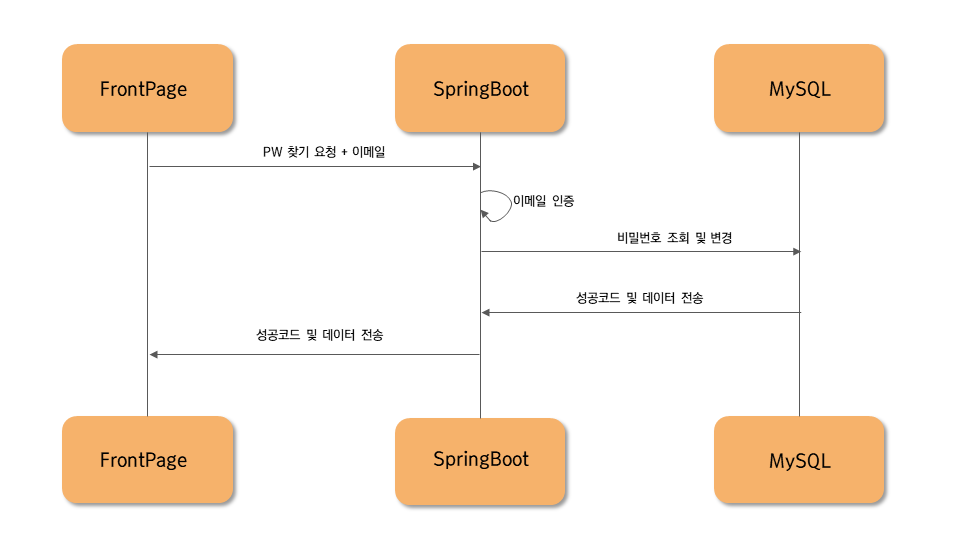 FrontPage
SpringBoot
MySQL
PW 찾기 요청 + 이메일
이메일 인증
비밀번호 조회 및 변경
성공코드 및 데이터 전송
성공코드 및 데이터 전송
FrontPage
SpringBoot
MySQL